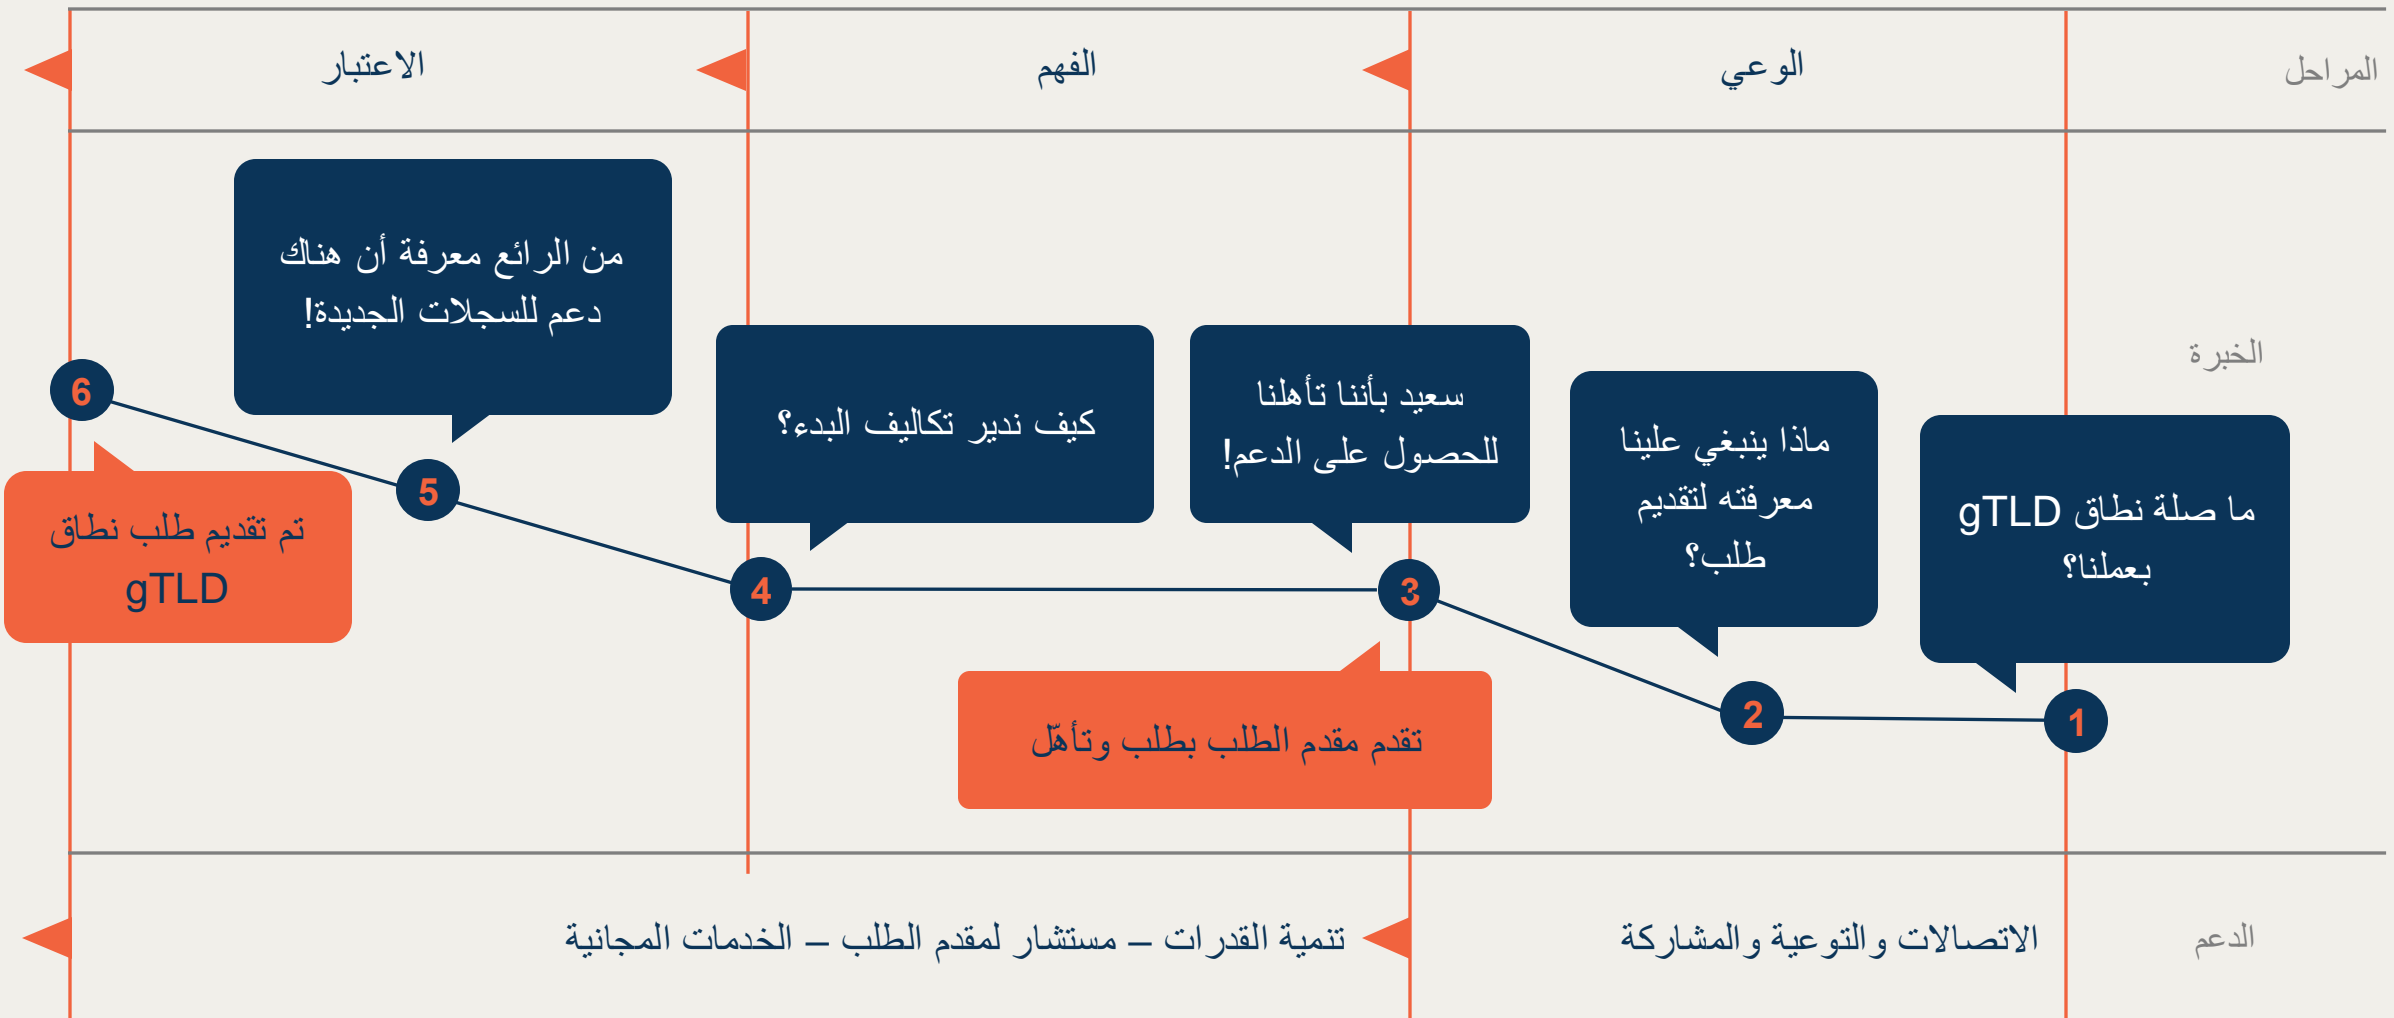 المراحل
الوعي
الفهم
الاعتبار
الخبرة
ما صلة نطاق gTLD
بعملنا؟
1
ماذا ينبغي علينا
معرفته لتقديم
طلب؟
2
سعيد بأننا تأهلنا
للحصول على الدعم!
3
تقدم مقدم الطلب بطلب وتأهّل
كيف ندير تكاليف البدء؟
4
من الرائع معرفة أن هناك
دعم للسجلات الجديدة!
5
6
تم تقديم طلب نطاق
gTLD
الدعم
الاتصالات والتوعية والمشاركة
تنمية القدرات – مستشار لمقدم الطلب – الخدمات المجانية